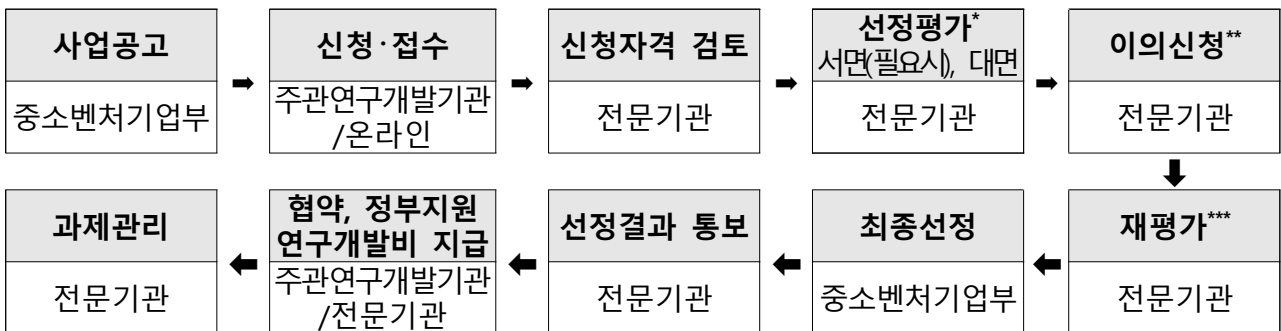 사업공고
중소벤처기업부
신청·접수
주관연구개발기관
/온라인
신청자격 검토
전문기관
선정평가*
서면(필요시), 대면
전문기관
이의신청**
전문기관
재평가***
전문기관
최종선정
중소벤처기업부
선정결과 통보
전문기관
협약, 정부지원
연구개발비 지급
주관연구개발기관
/전문기관
과제관리
전문기관